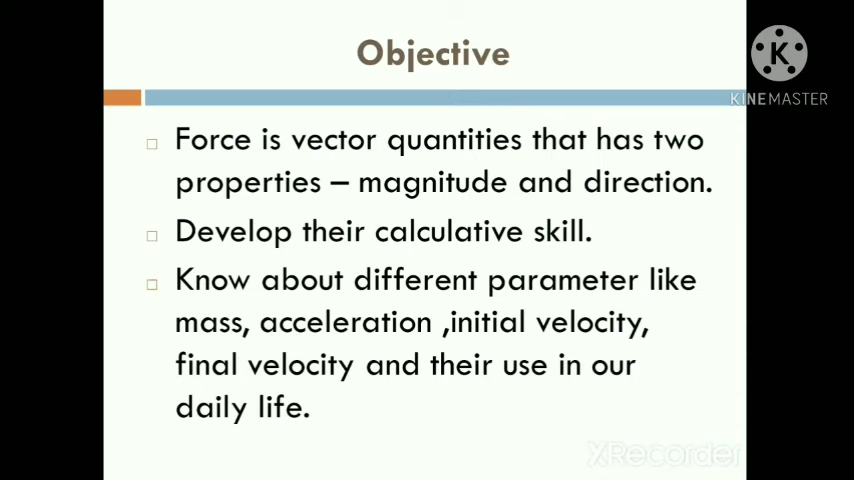 Objective
K
KINEMASTER
Force is vector quantities that has two
properties – magnitude and direction.
Develop their calculative skill.
Know about different parameter like
mass, acceleration ,initial velocity,
final velocity and their use in our
daily life.
XRecorder